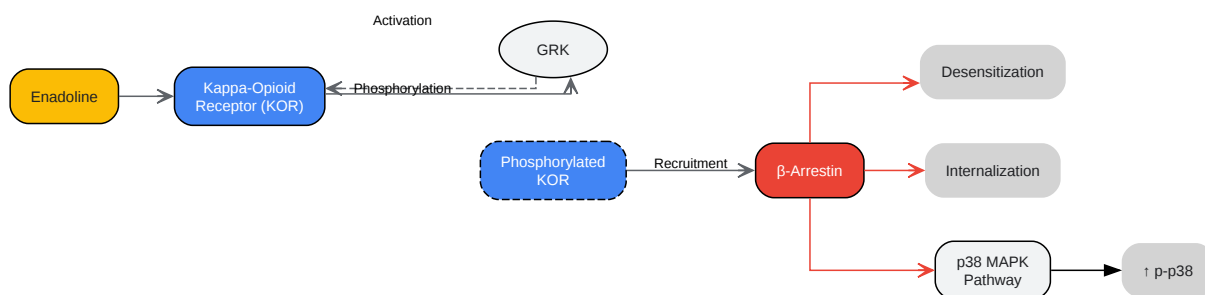 Activation
GRK
Enadoline
Kappa-Opioid
Receptor (KOR)
Phosphorylation
Desensitization
Phosphorylated
KOR
Recruitment
β-Arrestin
Internalization
p38 MAPK
Pathway
↑ p-p38